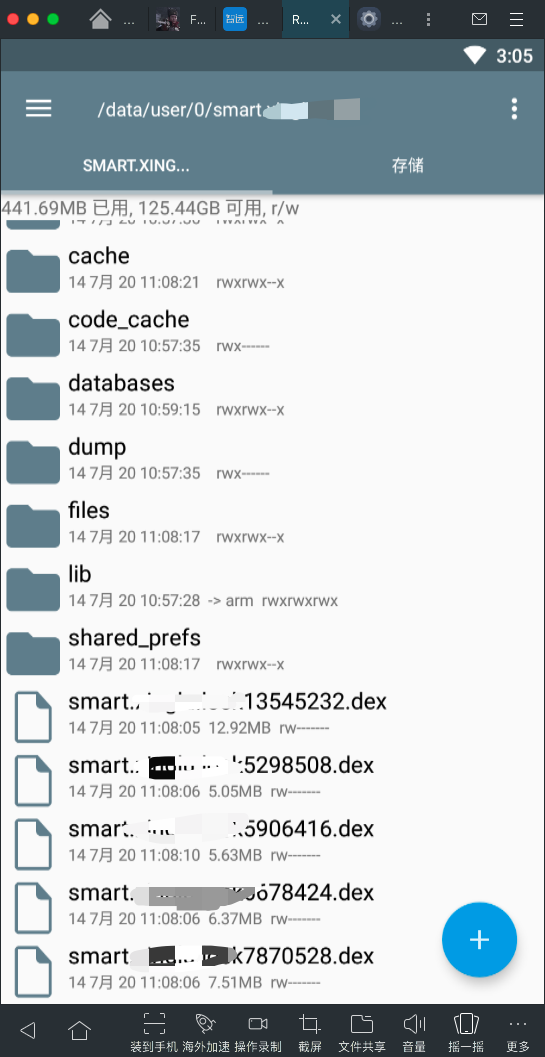 ... F... 智远 ... R... ...
3:05
/data/user/0/smart.
SMART.XING... 存储
441.69MB 已用, 125.44GB 可用, r/w
cache
14 7月 20 11:08:21 rwxrwx--x
code_cache
14 7月 20 10:57:35 rwx------
databases
14 7月 20 10:59:15 rwxrwx--x
dump
14 7月 20 10:57:35 rwx------
files
14 7月 20 11:08:17 rwxrwx--x
lib
14 7月 20 10:57:28 -> arm rwxrwxrwx
shared_prefs
14 7月 20 11:08:17 rwxrwx--x
smart. 13545232.dex
14 7月 20 11:08:05 12.92MB rw-------
smart. k5298508.dex
14 7月 20 11:08:06 5.05MB rw-------
smart. k5906416.dex
14 7月 20 11:08:10 5.63MB rw-------
smart. 678424.dex
14 7月 20 11:08:06 6.37MB rw-------
smart. k7870528.dex
14 7月 20 11:08:06 7.51MB rw-------
装到手机 海外加速 操作录制 截屏 文件共享 音量 摇一摇 更多